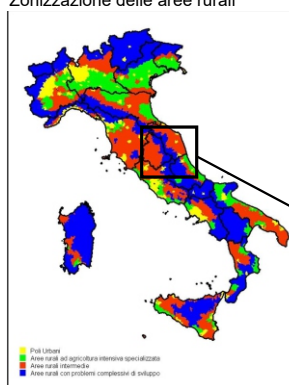 Zonizzazione delle aree rurali
Poli Urbani
Aree rurali ad agricoltura intensiva specializzata
Aree rurali intermedie
Aree rurali con problemi complessivi di sviluppo